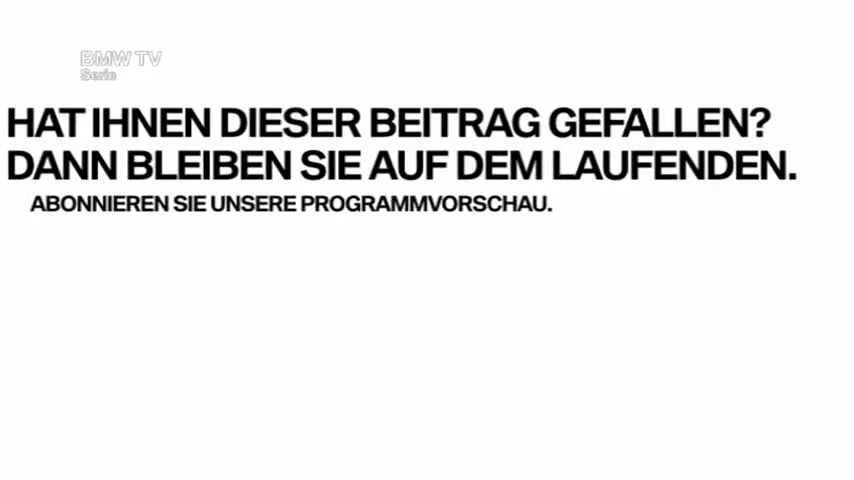 BMW TV
Serie
HAT IHNEN DIESER BEITRAG GEFALLEN?
DANN BLEIBEN SIE AUF DEM LAUFENDEN.
ABONNIEREN SIE UNSERE PROGRAMMVORSCHAU.